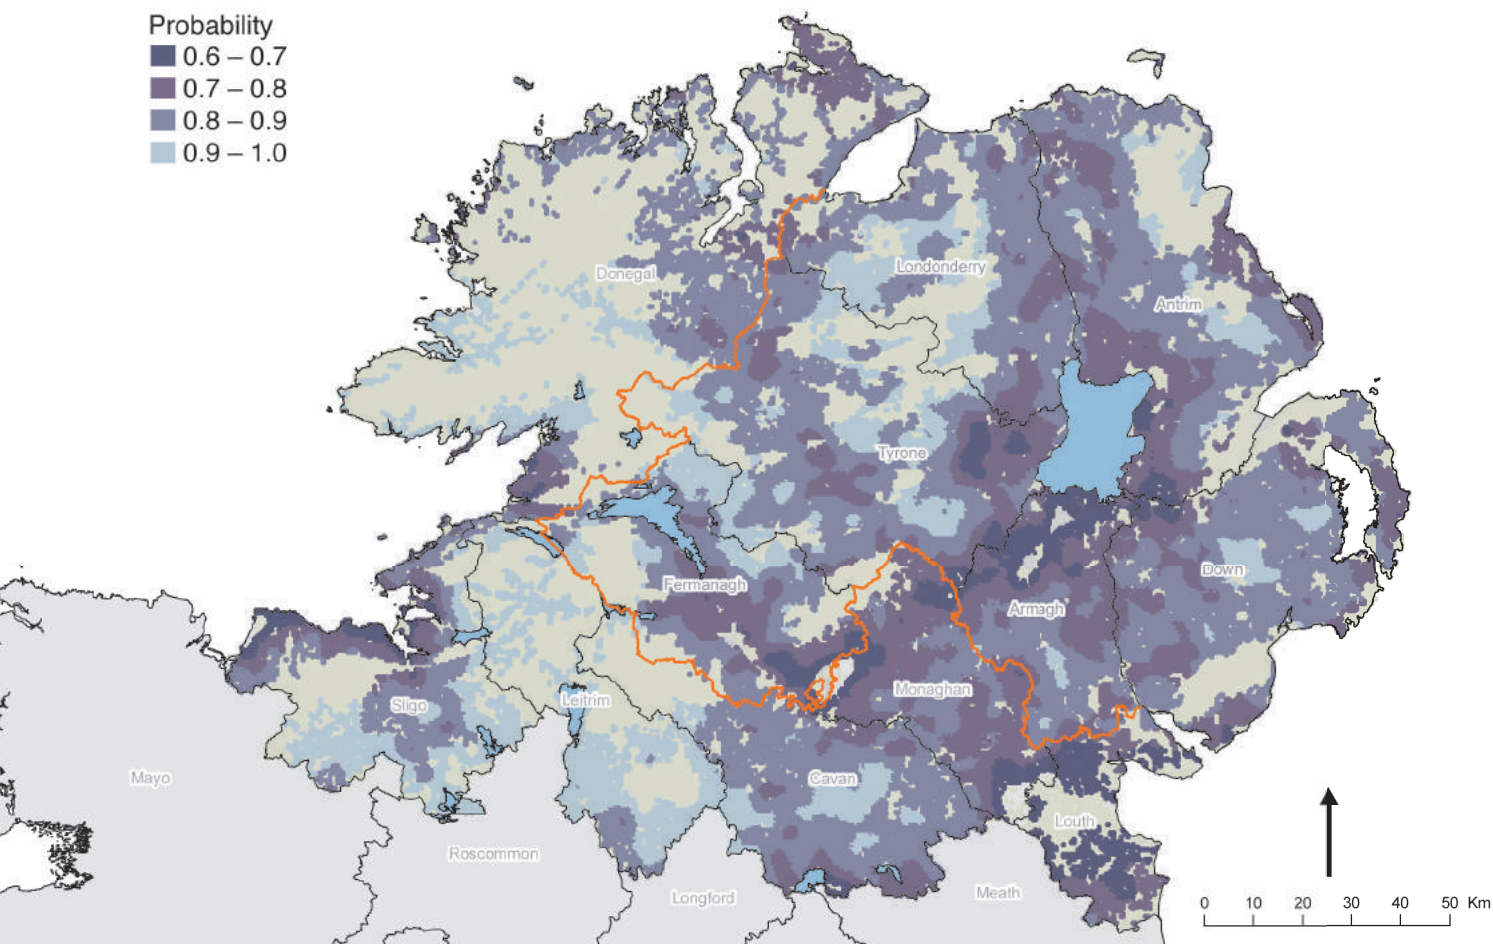 Probability
0.6 – 0.7
0.7 – 0.8
0.8 – 0.9
0.9 – 1.0
Donegal
Londonderry
Antrim
Tyrone
Fermanagh
Down
Armagh
Monaghan
Sligo
Leitrim
Mayo
Cavan
Louth
Roscommon
Longford
Meath
0 10 20 30 40 50 Km